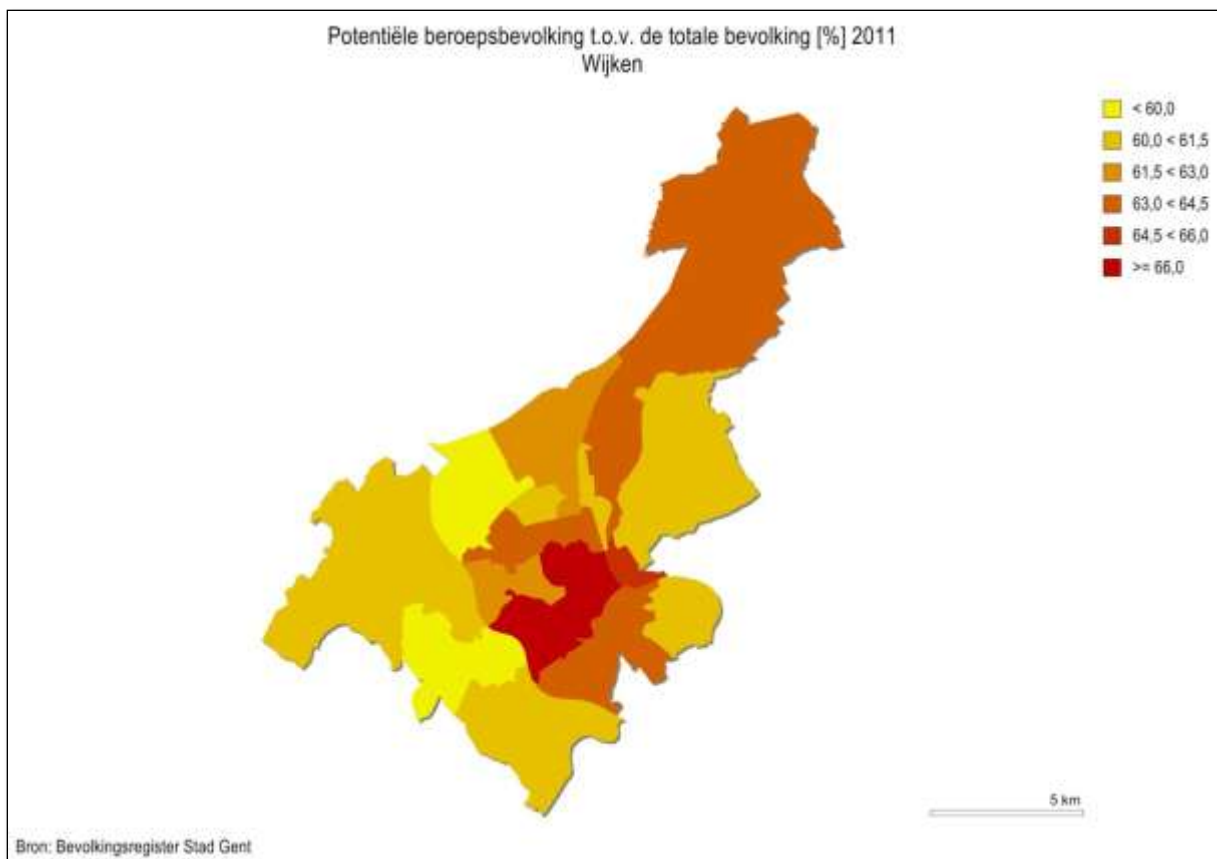 Potentiële beroepsbevolking t.o.v. de totale bevolking [%] 2011
Wijken
< 60,0
60,0 < 61,5
61,5 < 63,0
63,0 < 64,5
64,5 < 66,0
>= 66,0
5 km
Bron: Bevolkingsregister Stad Gent